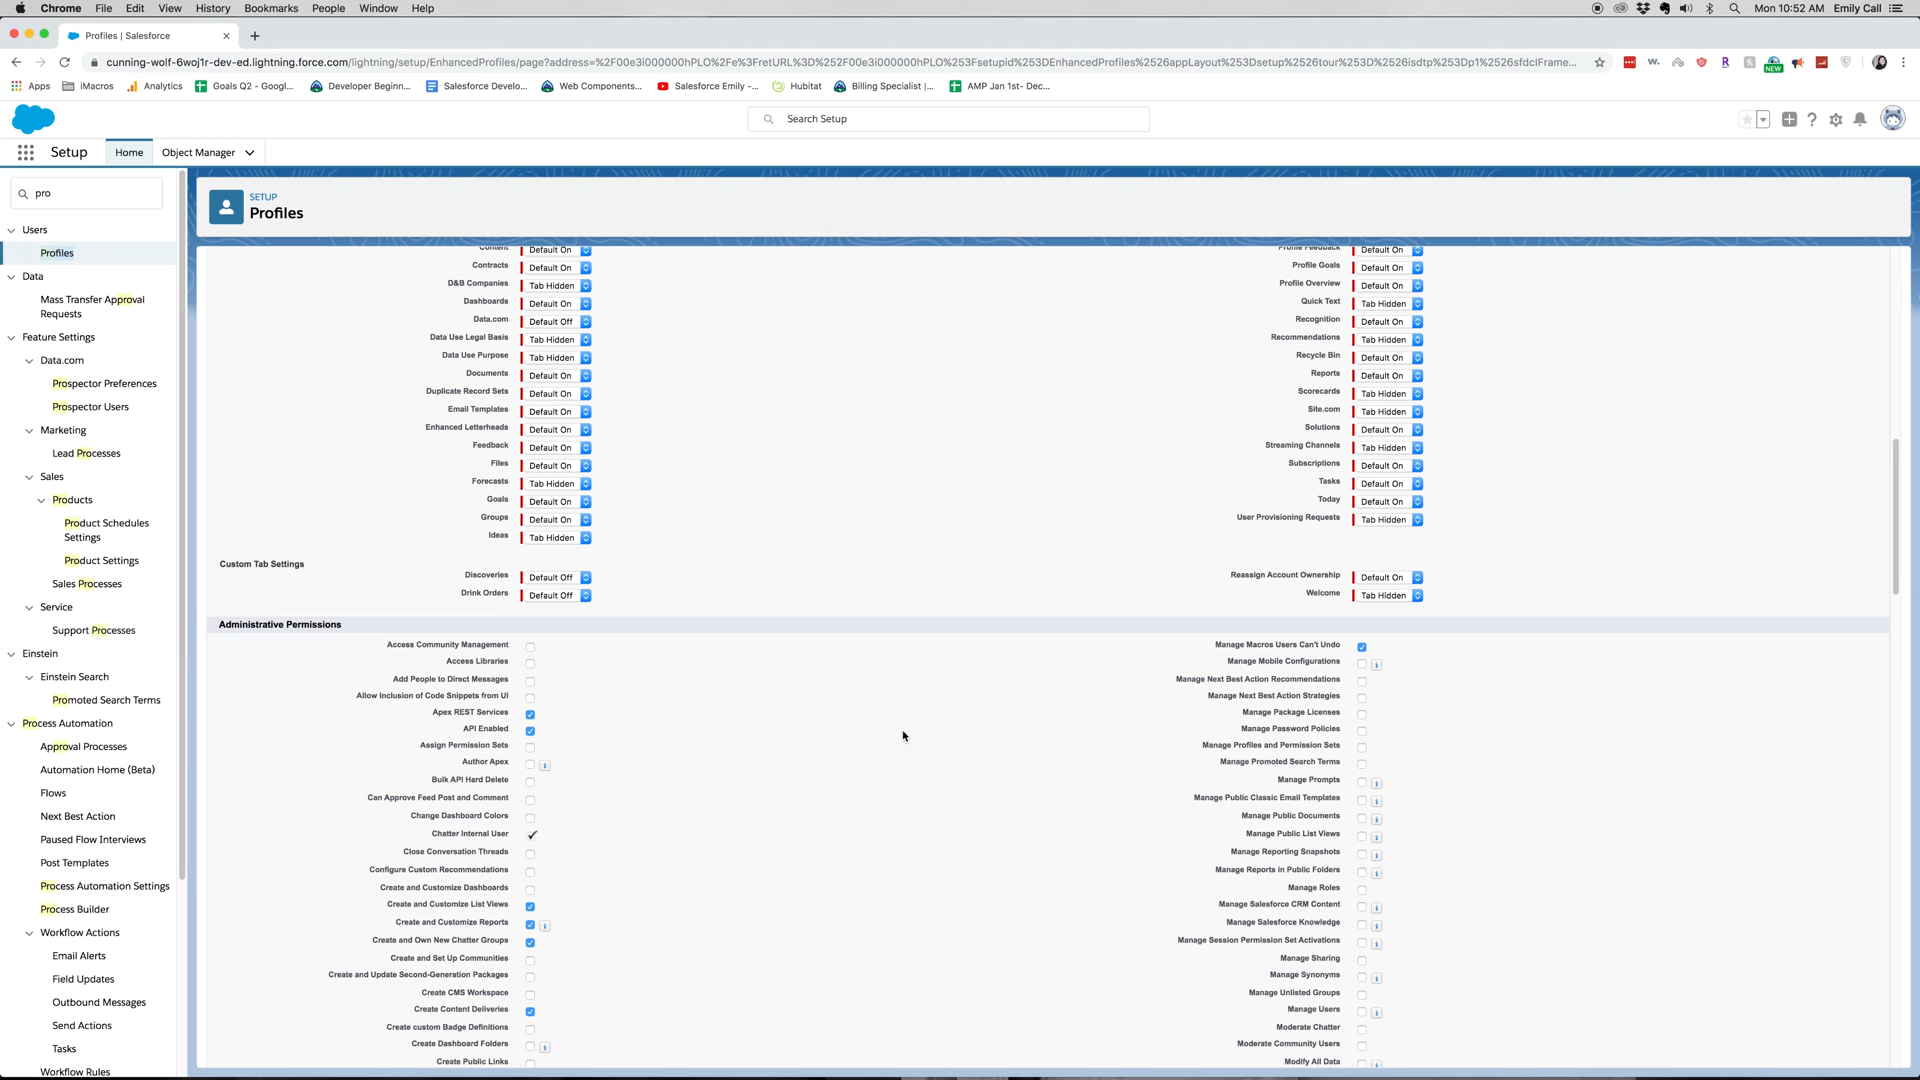 Chrome File Edit View History Bookmarks People Window Help Mon 10:52 AM Emily Call
Profiles | Salesforce
cunning-wolf-6woj1r-dev-ed.lightning.force.com/lightning/setup/EnhancedProfiles/page?address=%2F00e3i000000hPLO%2Fe%3FretURL%3D%252F00e3i000000hPLO%253Fsetupid%253DEnhancedProfiles%2526appLayout%253Dsetup%2526tour%253D%2526isdtp%253Dp1%2526sfdcIFrame...
Apps iMacros Analytics Goals Q2 - Googl... Developer Beginn... Salesforce Develo... Web Components... Salesforce Emily -... Hubitat Billing Specialist |... AMP Jan 1st- Dec...
NEW
Search Setup
Setup Home Object Manager
pro
Users
Profiles
Data
Mass Transfer Approval
Requests
Feature Settings
Data.com
Prospector Preferences
Prospector Users
Marketing
Lead Processes
Sales
Products
Product Schedules
Settings
Product Settings
Sales Processes
Service
Support Processes
Einstein
Einstein Search
Promoted Search Terms
Process Automation
Approval Processes
Automation Home (Beta)
Flows
Next Best Action
Paused Flow Interviews
Post Templates
Process Automation Settings
Process Builder
Workflow Actions
Email Alerts
Field Updates
Outbound Messages
Send Actions
Tasks
Workflow Rules
SETUP
Profiles
Content Default On Profile Feedback Default On
Contracts Default On Profile Goals Default On
D&B Companies Tab Hidden Profile Overview Default On
Dashboards Default On Quick Text Tab Hidden
Data.com Default Off Recognition Default On
Data Use Legal Basis Tab Hidden Recommendations Tab Hidden
Data Use Purpose Tab Hidden Recycle Bin Default On
Documents Default On Reports Default On
Duplicate Record Sets Default On Scorecards Tab Hidden
Email Templates Default On Site.com Tab Hidden
Enhanced Letterheads Default On Solutions Default On
Feedback Default On Streaming Channels Tab Hidden
Files Default On Subscriptions Default On
Forecasts Tab Hidden Tasks Default On
Goals Default On Today Default On
Groups Default On User Provisioning Requests Tab Hidden
Ideas Tab Hidden
Custom Tab Settings
Discoveries Default Off Reassign Account Ownership Default On
Drink Orders Default Off Welcome Tab Hidden
Administrative Permissions
Access Community Management Manage Macros Users Can't Undo
Access Libraries Manage Mobile Configurations
Add People to Direct Messages Manage Next Best Action Recommendations
Allow Inclusion of Code Snippets from UI Manage Next Best Action Strategies
Apex REST Services Manage Package Licenses
API Enabled Manage Password Policies
Assign Permission Sets Manage Profiles and Permission Sets
Author Apex Manage Promoted Search Terms
Bulk API Hard Delete Manage Prompts
Can Approve Feed Post and Comment Manage Public Classic Email Templates
Change Dashboard Colors Manage Public Documents
Chatter Internal User Manage Public List Views
Close Conversation Threads Manage Reporting Snapshots
Configure Custom Recommendations Manage Reports in Public Folders
Create and Customize Dashboards Manage Roles
Create and Customize List Views Manage Salesforce CRM Content
Create and Customize Reports Manage Salesforce Knowledge
Create and Own New Chatter Groups Manage Session Permission Set Activations
Create and Set Up Communities Manage Sharing
Create and Update Second-Generation Packages Manage Synonyms
Create CMS Workspace Manage Unlisted Groups
Create Content Deliveries Manage Users
Create custom Badge Definitions Moderate Chatter
Create Dashboard Folders Moderate Community Users
Create Public Links Modify All Data